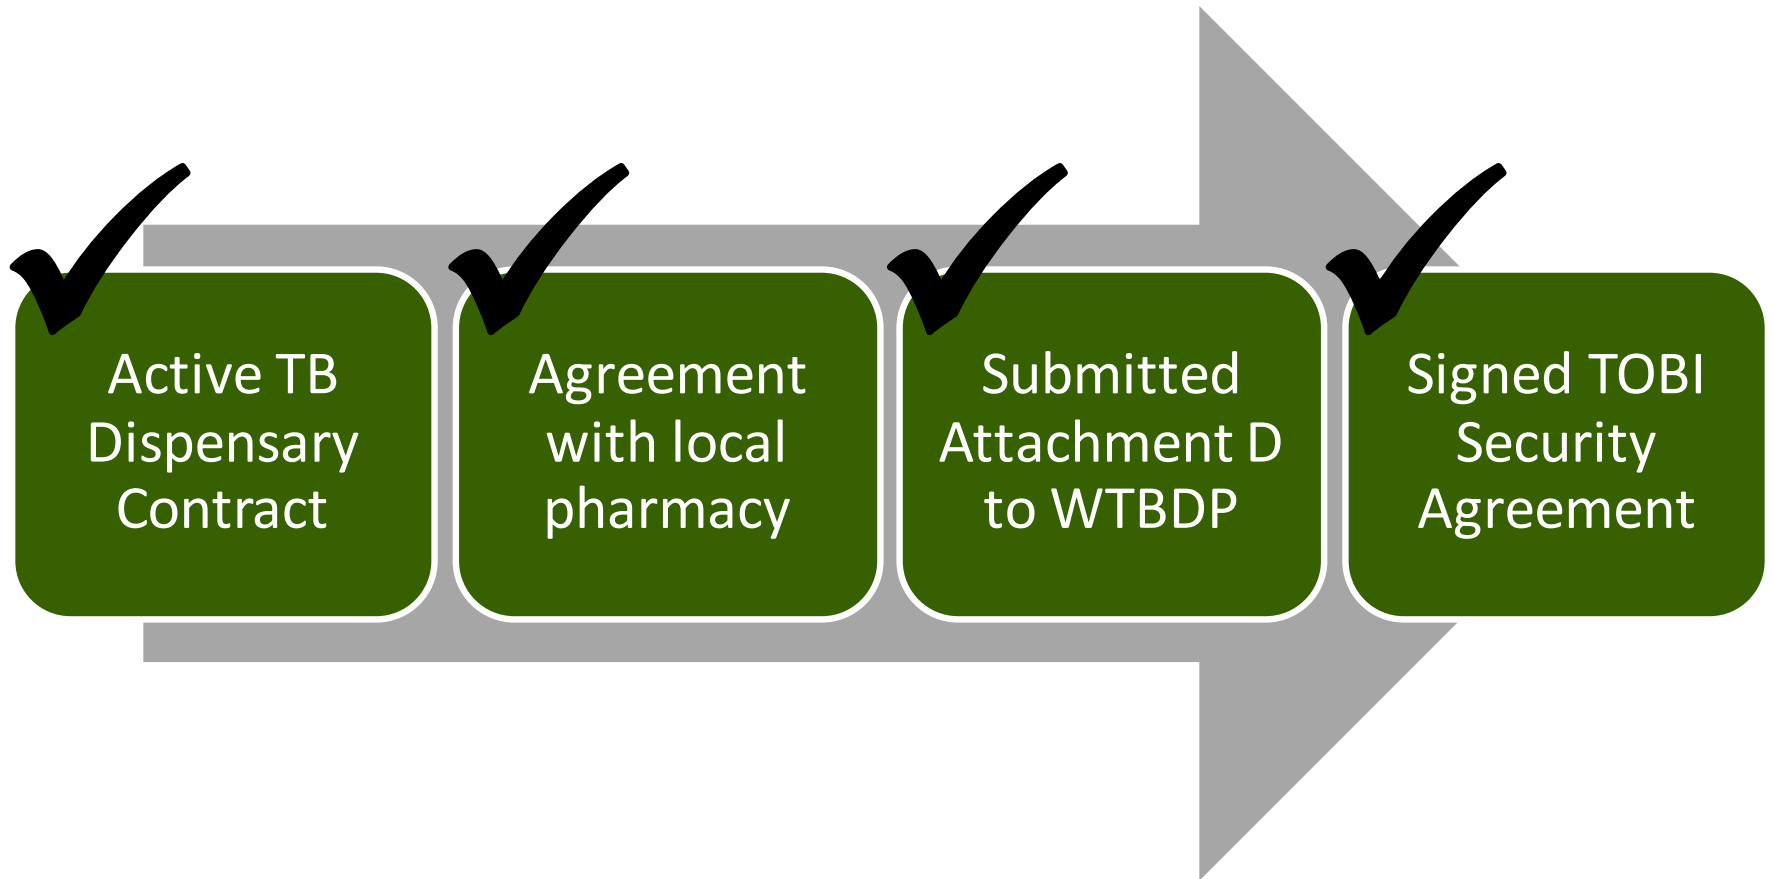 Active TB
Dispensary
Contract
Agreement
with local
pharmacy
Submitted
Attachment D
to WTBDP
Signed TOBI
Security
Agreement